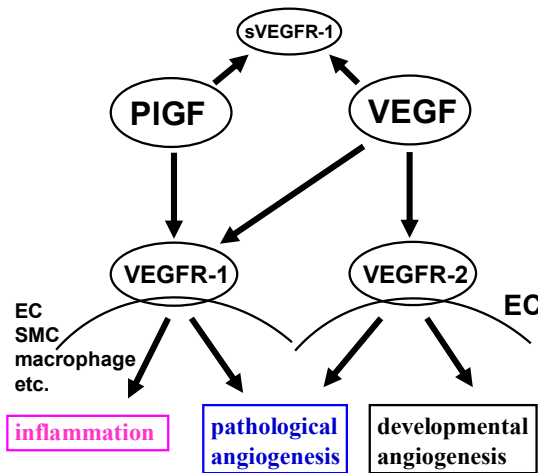 sVEGFR-1
PlGF
VEGF
VEGFR-1
VEGFR-2
EC
SMC
macrophage
etc.
EC
inflammation
pathological
angiogenesis
developmental
angiogenesis